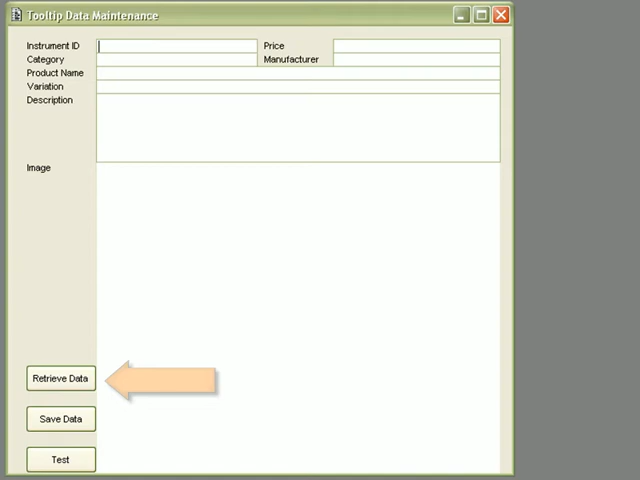 Tooltip Data Maintenance
Instrument ID Price
Category Manufacturer
Product Name
Variation
Description
Image
Retrieve Data
Save Data
Test